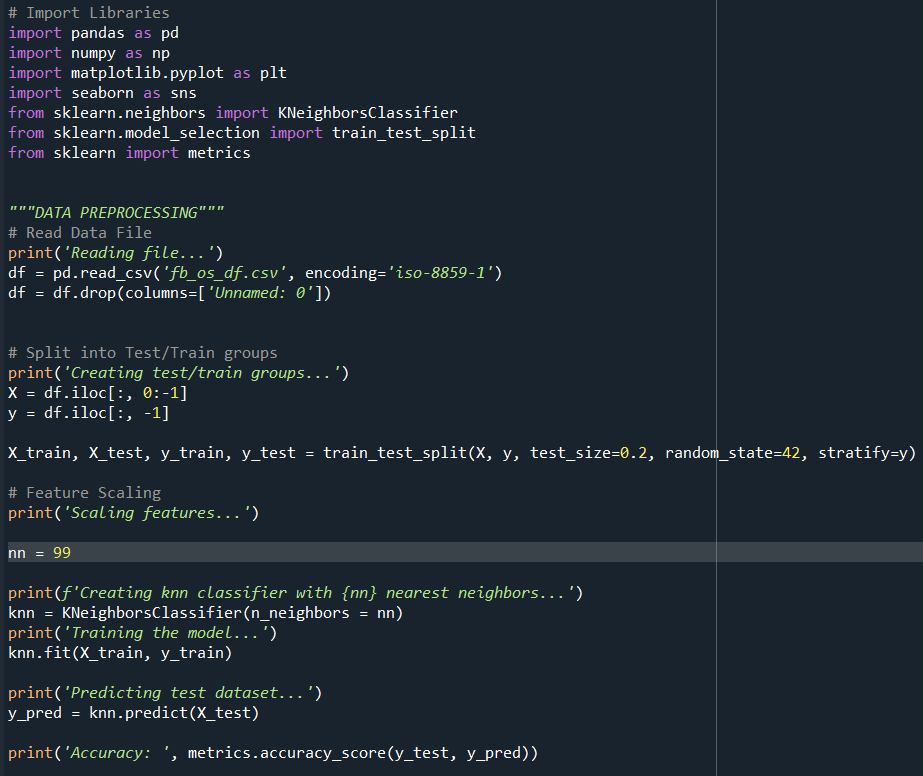 # Import Libraries
import pandas as pd
import numpy as np
import matplotlib.pyplot as plt
import seaborn as sns
from sklearn.neighbors import KNeighborsClassifier
from sklearn.model_selection import train_test_split
from sklearn import metrics
"""DATA PREPROCESSING"""
# Read Data File
print('Reading file...')
df = pd.read_csv('fb_os_df.csv', encoding='iso-8859-1')
df = df.drop(columns=['Unnamed: 0'])
# Split into Test/Train groups
print('Creating test/train groups...')
X = df.iloc[:, 0:-1]
y = df.iloc[:, -1]
X_train, X_test, y_train, y_test = train_test_split(X, y, test_size=0.2, random_state=42, stratify=y)
# Feature Scaling
print('Scaling features...')
nn = 99
print(f'Creating knn classifier with {nn} nearest neighbors...')
knn = KNeighborsClassifier(n_neighbors = nn)
print('Training the model...')
knn.fit(X_train, y_train)
print('Predicting test dataset...')
y_pred = knn.predict(X_test)
print('Accuracy: ', metrics.accuracy_score(y_test, y_pred))